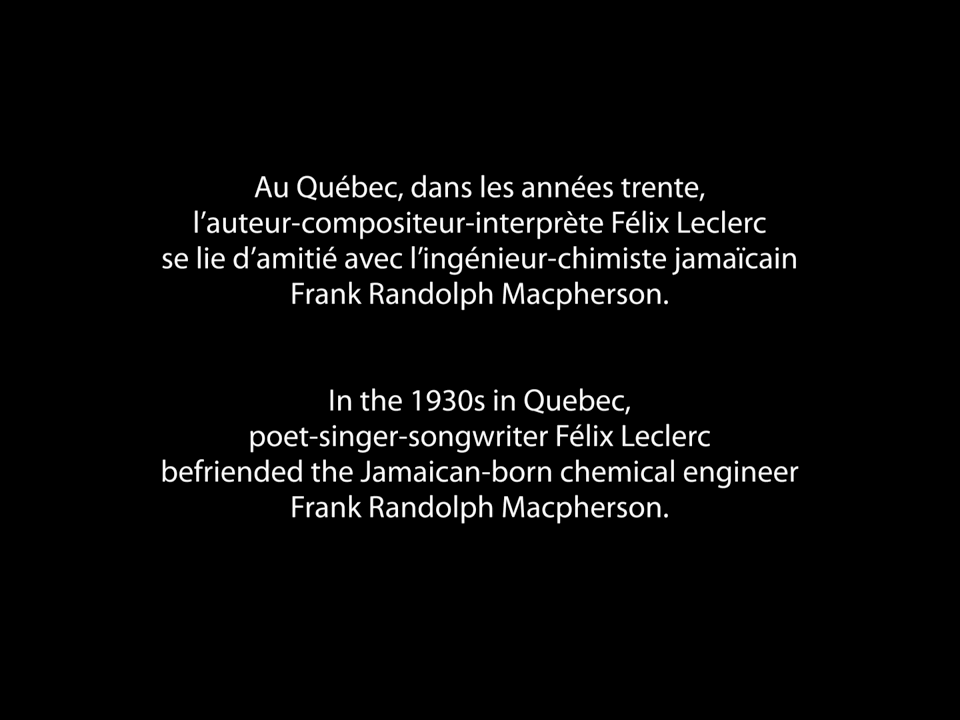 Au Québec, dans les années trente,
l’auteur-compositeur-interprète Félix Leclerc
se lie d’amitié avec l’ingénieur-chimiste jamaïcain
Frank Randolph Macpherson.
In the 1930s in Quebec,
poet-singer-songwriter Félix Leclerc
befriended the Jamaican-born chemical engineer
Frank Randolph Macpherson.